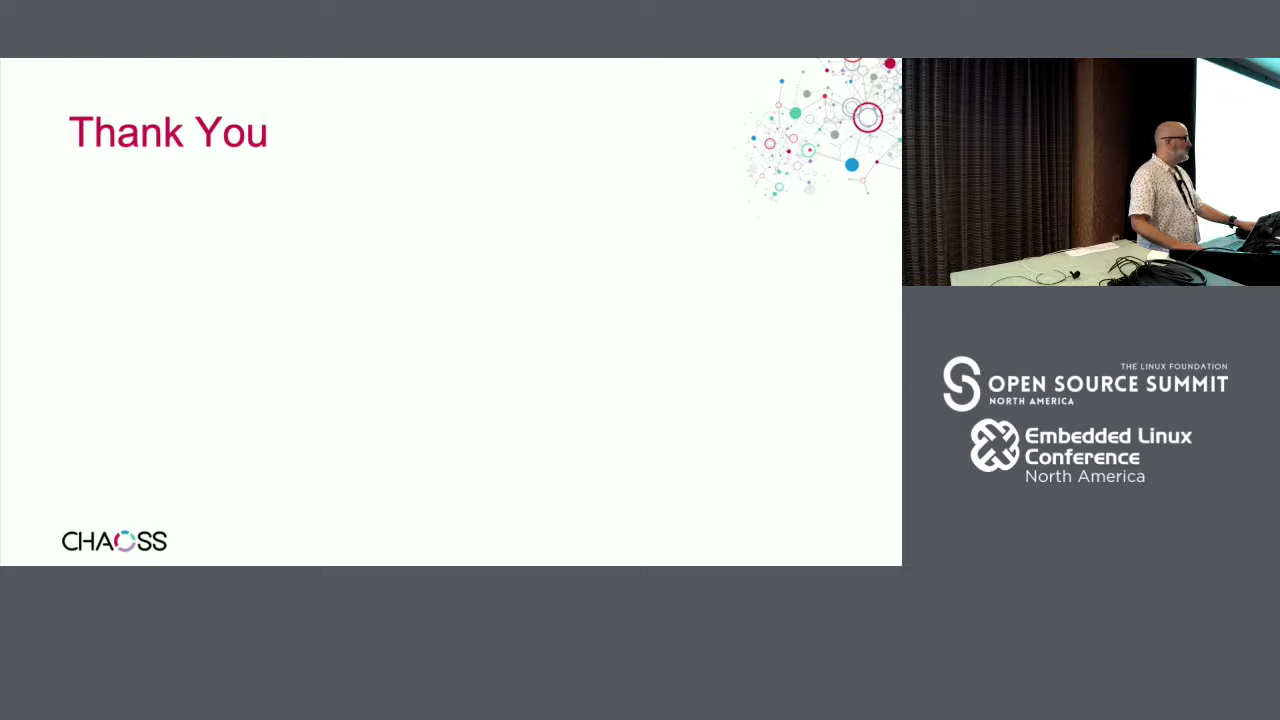 Thank You
CHAOSS
THE LINUX FOUNDATION
OPEN SOURCE SUMMIT
NORTH AMERICA
Embedded Linux
Conference
North America